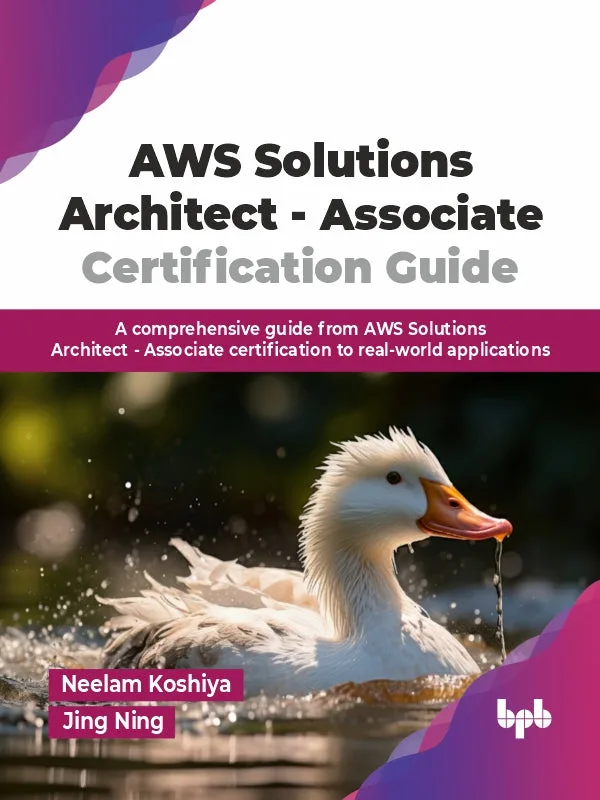 AWS Solutions
Architect - Associate
Certification Guide
A comprehensive guide from AWS Solutions
Architect - Associate certification to real-world applications
Neelam Koshiya
Jing Ning
bpb